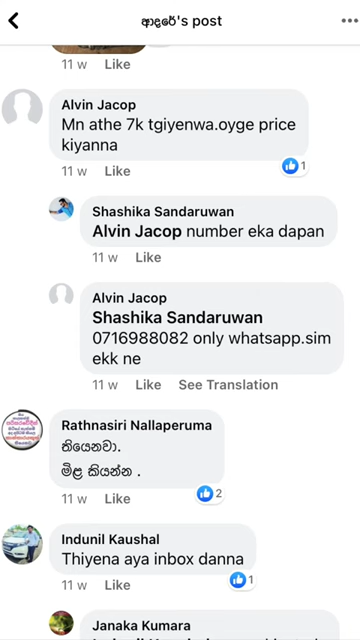 ආදරේ's post
11 w Like
Alvin Jacop
Mn athe 7k tgiyenwa.oyge price
kiyanna
11 w Like 1
Shashika Sandaruwan
Alvin Jacop number eka dapan
11 w Like
Alvin Jacop
Shashika Sandaruwan
0716988082 only whatsapp.sim
ekk ne
11 w Like See Translation
Rathnasiri Nallaperuma
තියෙනවා.
මිළ කියන්න .
11 w Like 2
Indunil Kaushal
Thiyena aya inbox danna
11 w Like 1
Janaka Kumara